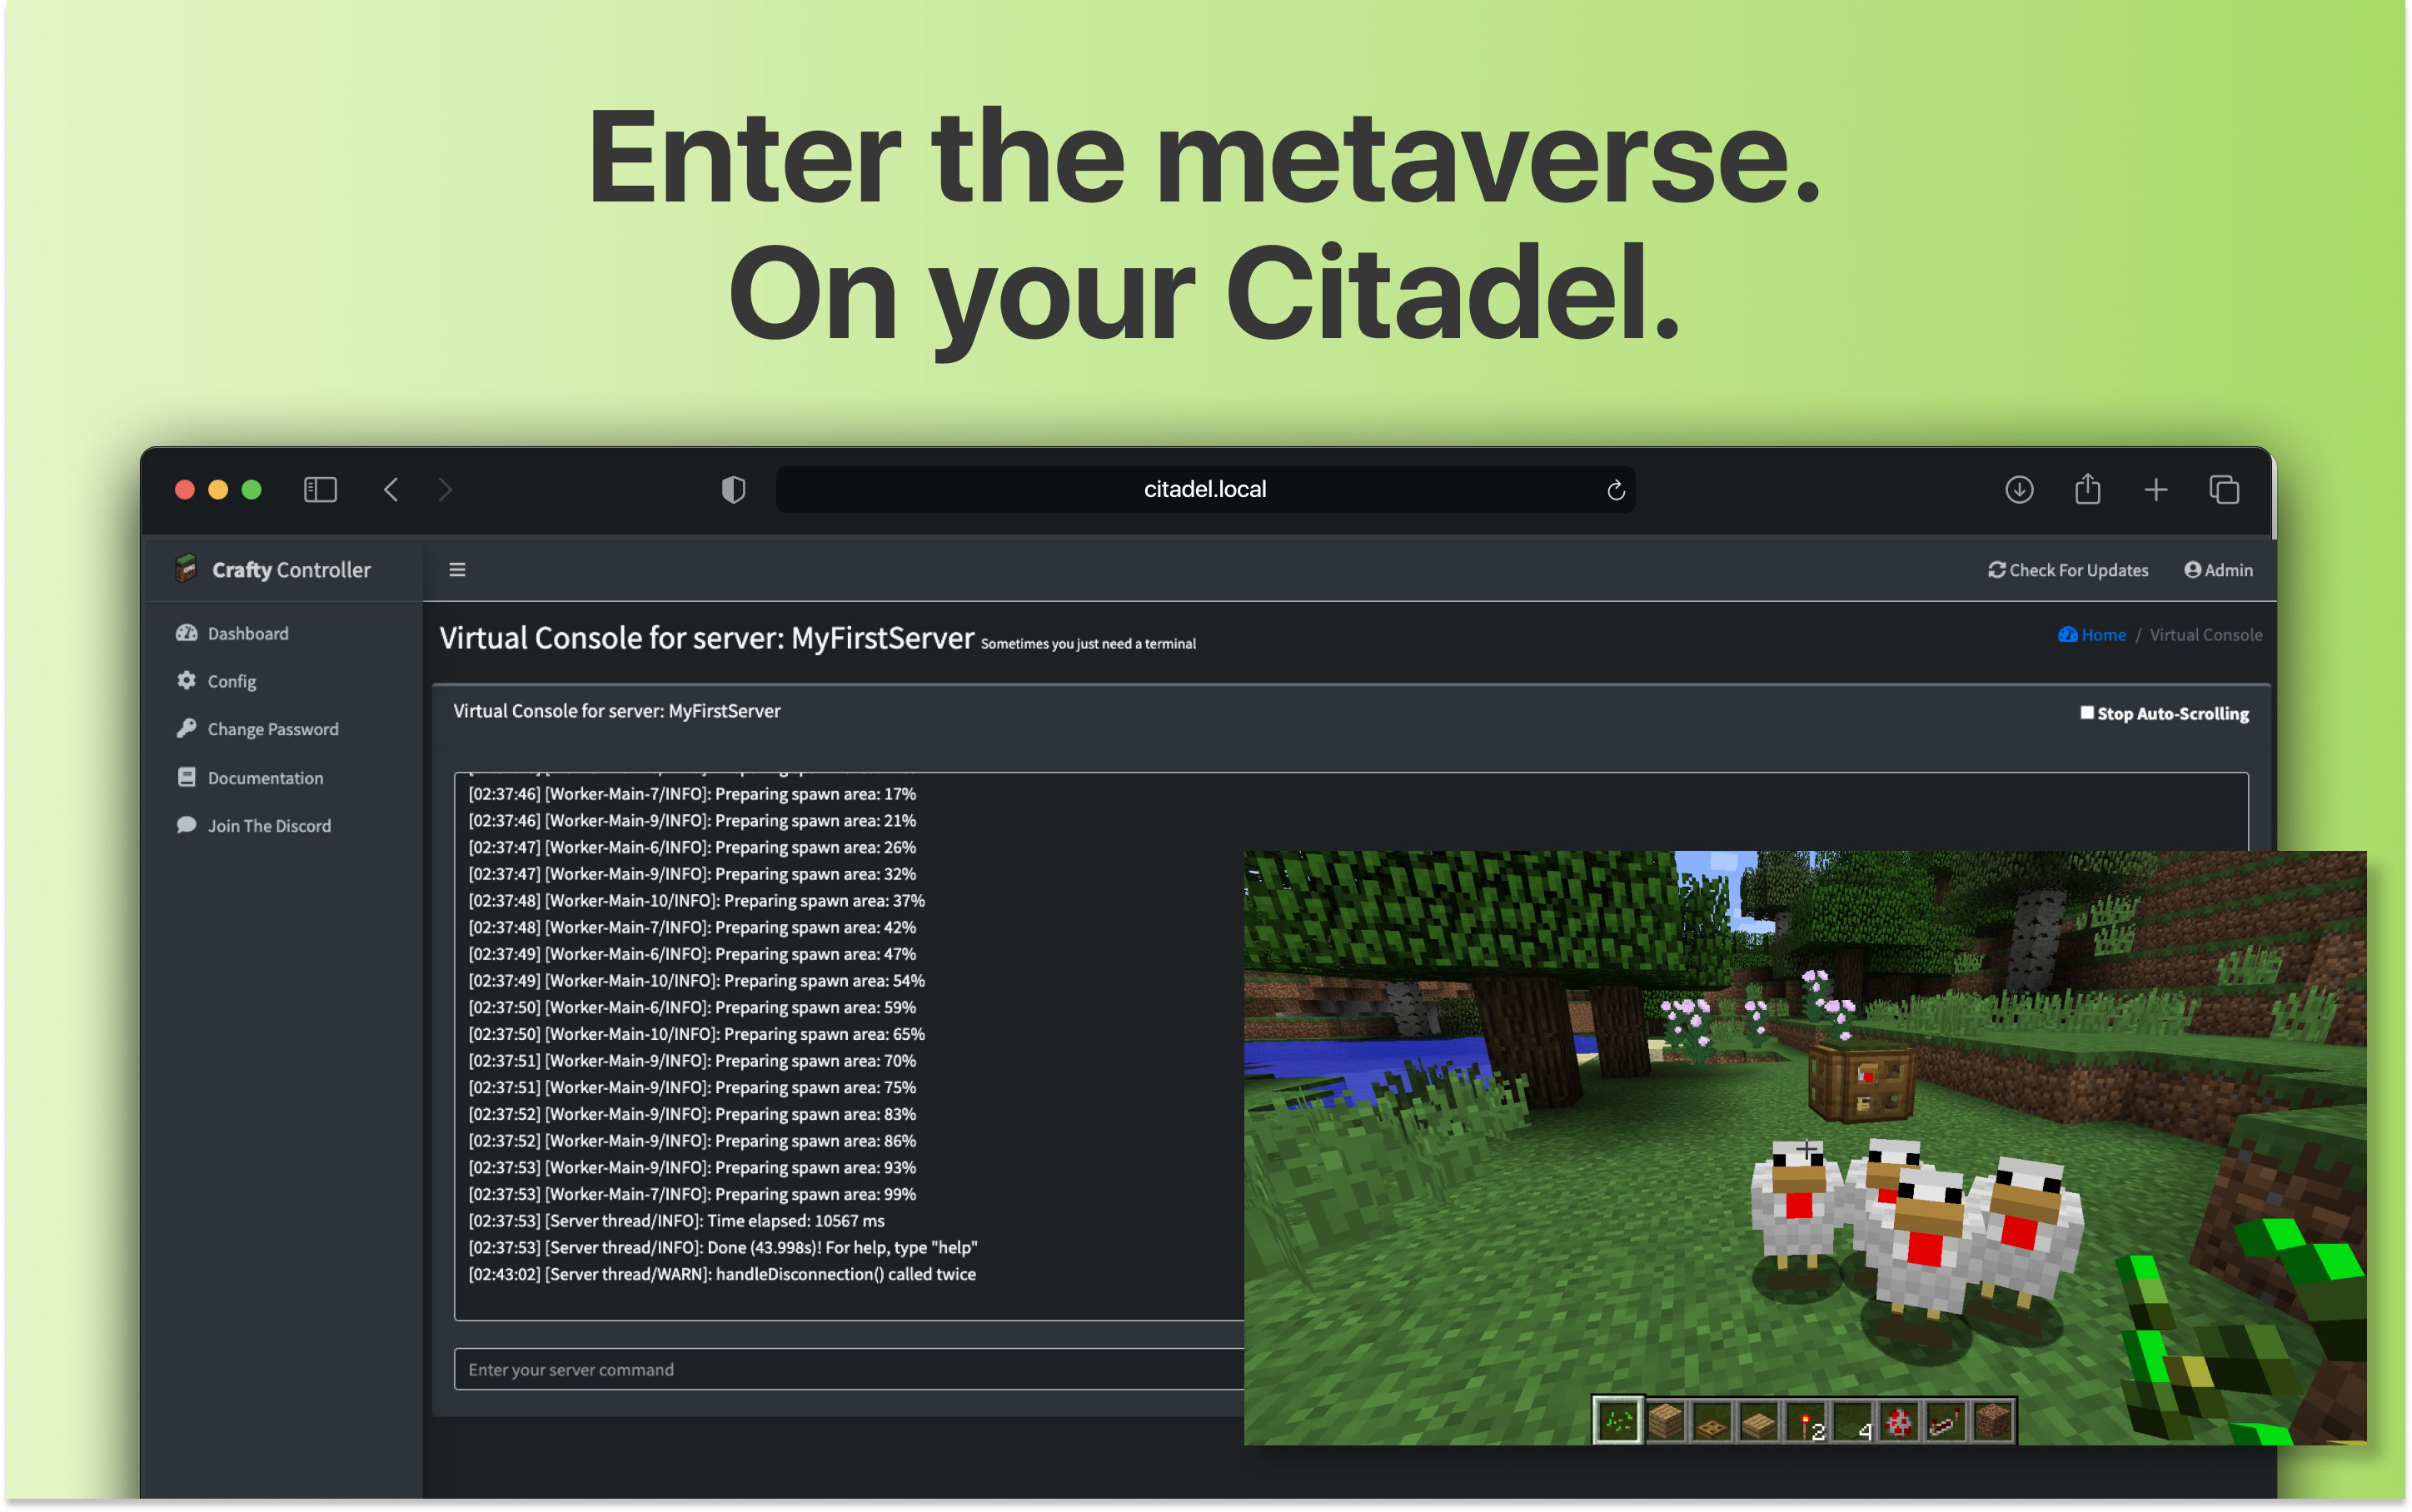 Enter the metaverse.
On your Citadel.
citadel.local
Crafty Controller
Check For Updates
Admin
Dashboard
Config
Change Password
Documentation
Join The Discord
Virtual Console for server: MyFirstServer Sometimes you just need a terminal
Home / Virtual Console
Virtual Console for server: MyFirstServer
Stop Auto-Scrolling
[02:37:46] [Worker-Main-7/INFO]: Preparing spawn area: 17%
[02:37:46] [Worker-Main-9/INFO]: Preparing spawn area: 21%
[02:37:47] [Worker-Main-6/INFO]: Preparing spawn area: 26%
[02:37:47] [Worker-Main-9/INFO]: Preparing spawn area: 32%
[02:37:48] [Worker-Main-10/INFO]: Preparing spawn area: 37%
[02:37:48] [Worker-Main-7/INFO]: Preparing spawn area: 42%
[02:37:49] [Worker-Main-6/INFO]: Preparing spawn area: 47%
[02:37:49] [Worker-Main-10/INFO]: Preparing spawn area: 54%
[02:37:50] [Worker-Main-6/INFO]: Preparing spawn area: 59%
[02:37:50] [Worker-Main-10/INFO]: Preparing spawn area: 65%
[02:37:51] [Worker-Main-9/INFO]: Preparing spawn area: 70%
[02:37:51] [Worker-Main-9/INFO]: Preparing spawn area: 75%
[02:37:52] [Worker-Main-9/INFO]: Preparing spawn area: 83%
[02:37:52] [Worker-Main-9/INFO]: Preparing spawn area: 86%
[02:37:53] [Worker-Main-9/INFO]: Preparing spawn area: 93%
[02:37:53] [Worker-Main-7/INFO]: Preparing spawn area: 99%
[02:37:53] [Server thread/INFO]: Time elapsed: 10567 ms
[02:37:53] [Server thread/INFO]: Done (43.998s)! For help, type "help"
[02:43:02] [Server thread/WARN]: handleDisconnection() called twice
Enter your server command
2
4